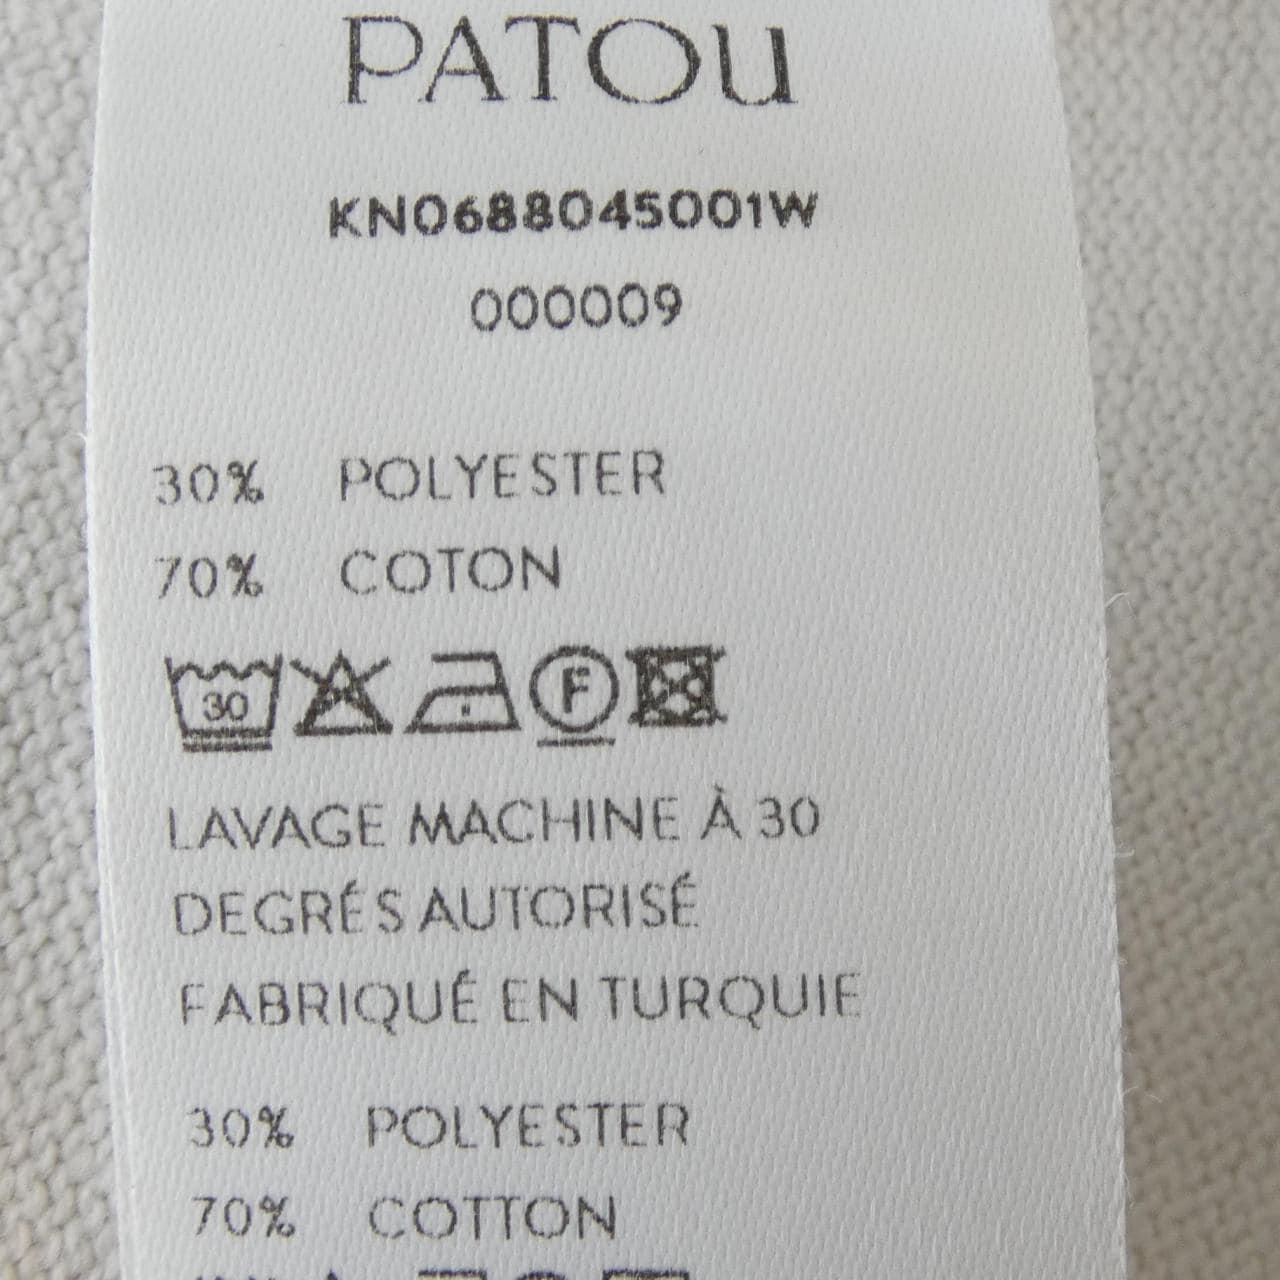 PATOU
KN0688045001W
000009
30% POLYESTER
70% COTON
30 F
LAVAGE MACHINE À 30
DEGRÉS AUTORISÉ
FABRIQUÉ EN TURQUIE
30% POLYESTER
70% COTTON